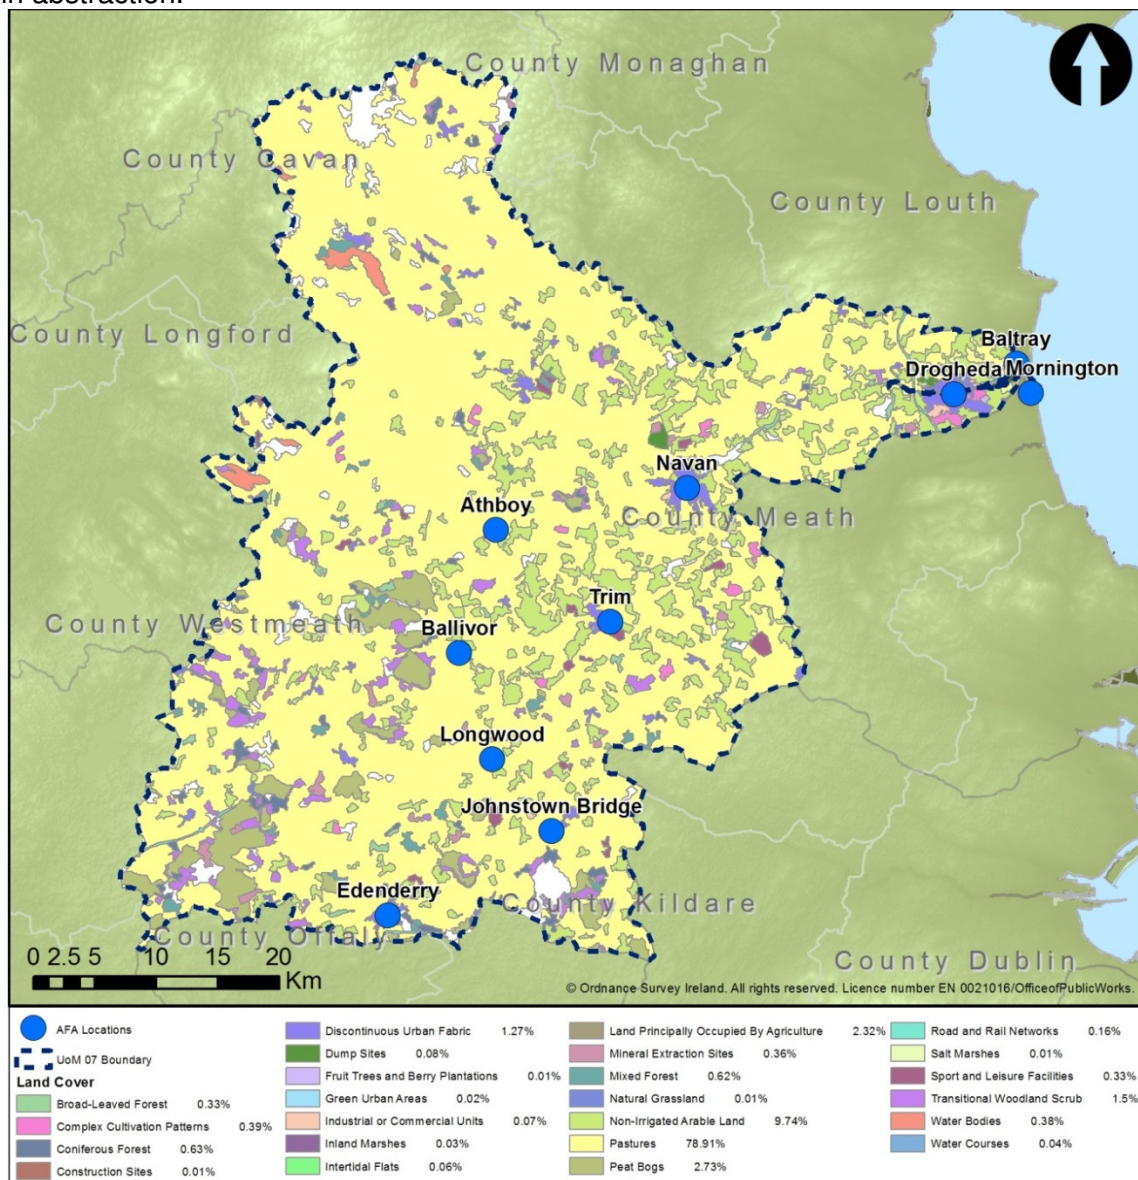 in abstraction.
County Monaghan
County Cavan
County Louth
County Longford
Baltray
Drogheda
Mornington
Navan
Athboy
County Meath
Trim
County Westmeath
Ballivor
Longwood
Johnstown Bridge
Edenderry
County Kildare
County Offaly
County Dublin
0 2.5 5 10 15 20
Km
© Ordnance Survey Ireland. All rights reserved. Licence number EN 0021016/OfficeofPublicWorks.
AFA Locations
UoM 07 Boundary
Land Cover
Broad-Leaved Forest 0.33%
Complex Cultivation Patterns 0.39%
Coniferous Forest 0.63%
Construction Sites 0.01%
Discontinuous Urban Fabric 1.27%
Dump Sites 0.08%
Fruit Trees and Berry Plantations 0.01%
Green Urban Areas 0.02%
Industrial or Commercial Units 0.07%
Inland Marshes 0.03%
Intertidal Flats 0.06%
Land Principally Occupied By Agriculture 2.32%
Mineral Extraction Sites 0.36%
Mixed Forest 0.62%
Natural Grassland 0.01%
Non-Irrigated Arable Land 9.74%
Pastures 78.91%
Peat Bogs 2.73%
Road and Rail Networks 0.16%
Salt Marshes 0.01%
Sport and Leisure Facilities 0.33%
Transitional Woodland Scrub 1.5%
Water Bodies 0.38%
Water Courses 0.04%